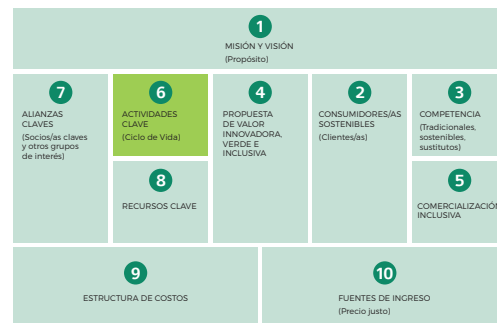 1
MISIÓN Y VISIÓN
(Propósito)
7
ALIANZAS
CLAVES
(Socios/as claves
y otros grupos
de interés)
6
ACTIVIDADES
CLAVE
(Ciclo de Vida)
8
RECURSOS CLAVE
4
PROPUESTA
DE VALOR
INNOVADORA,
VERDE E
INCLUSIVA
2
CONSUMIDORES/AS
SOSTENIBLES
(Clientes/as)
3
COMPETENCIA
(Tradicionales,
sostenibles,
sustitutos)
5
COMERCIALIZACIÓN
INCLUSIVA
9
ESTRUCTURA DE COSTOS
10
FUENTES DE INGRESO
(Precio justo)